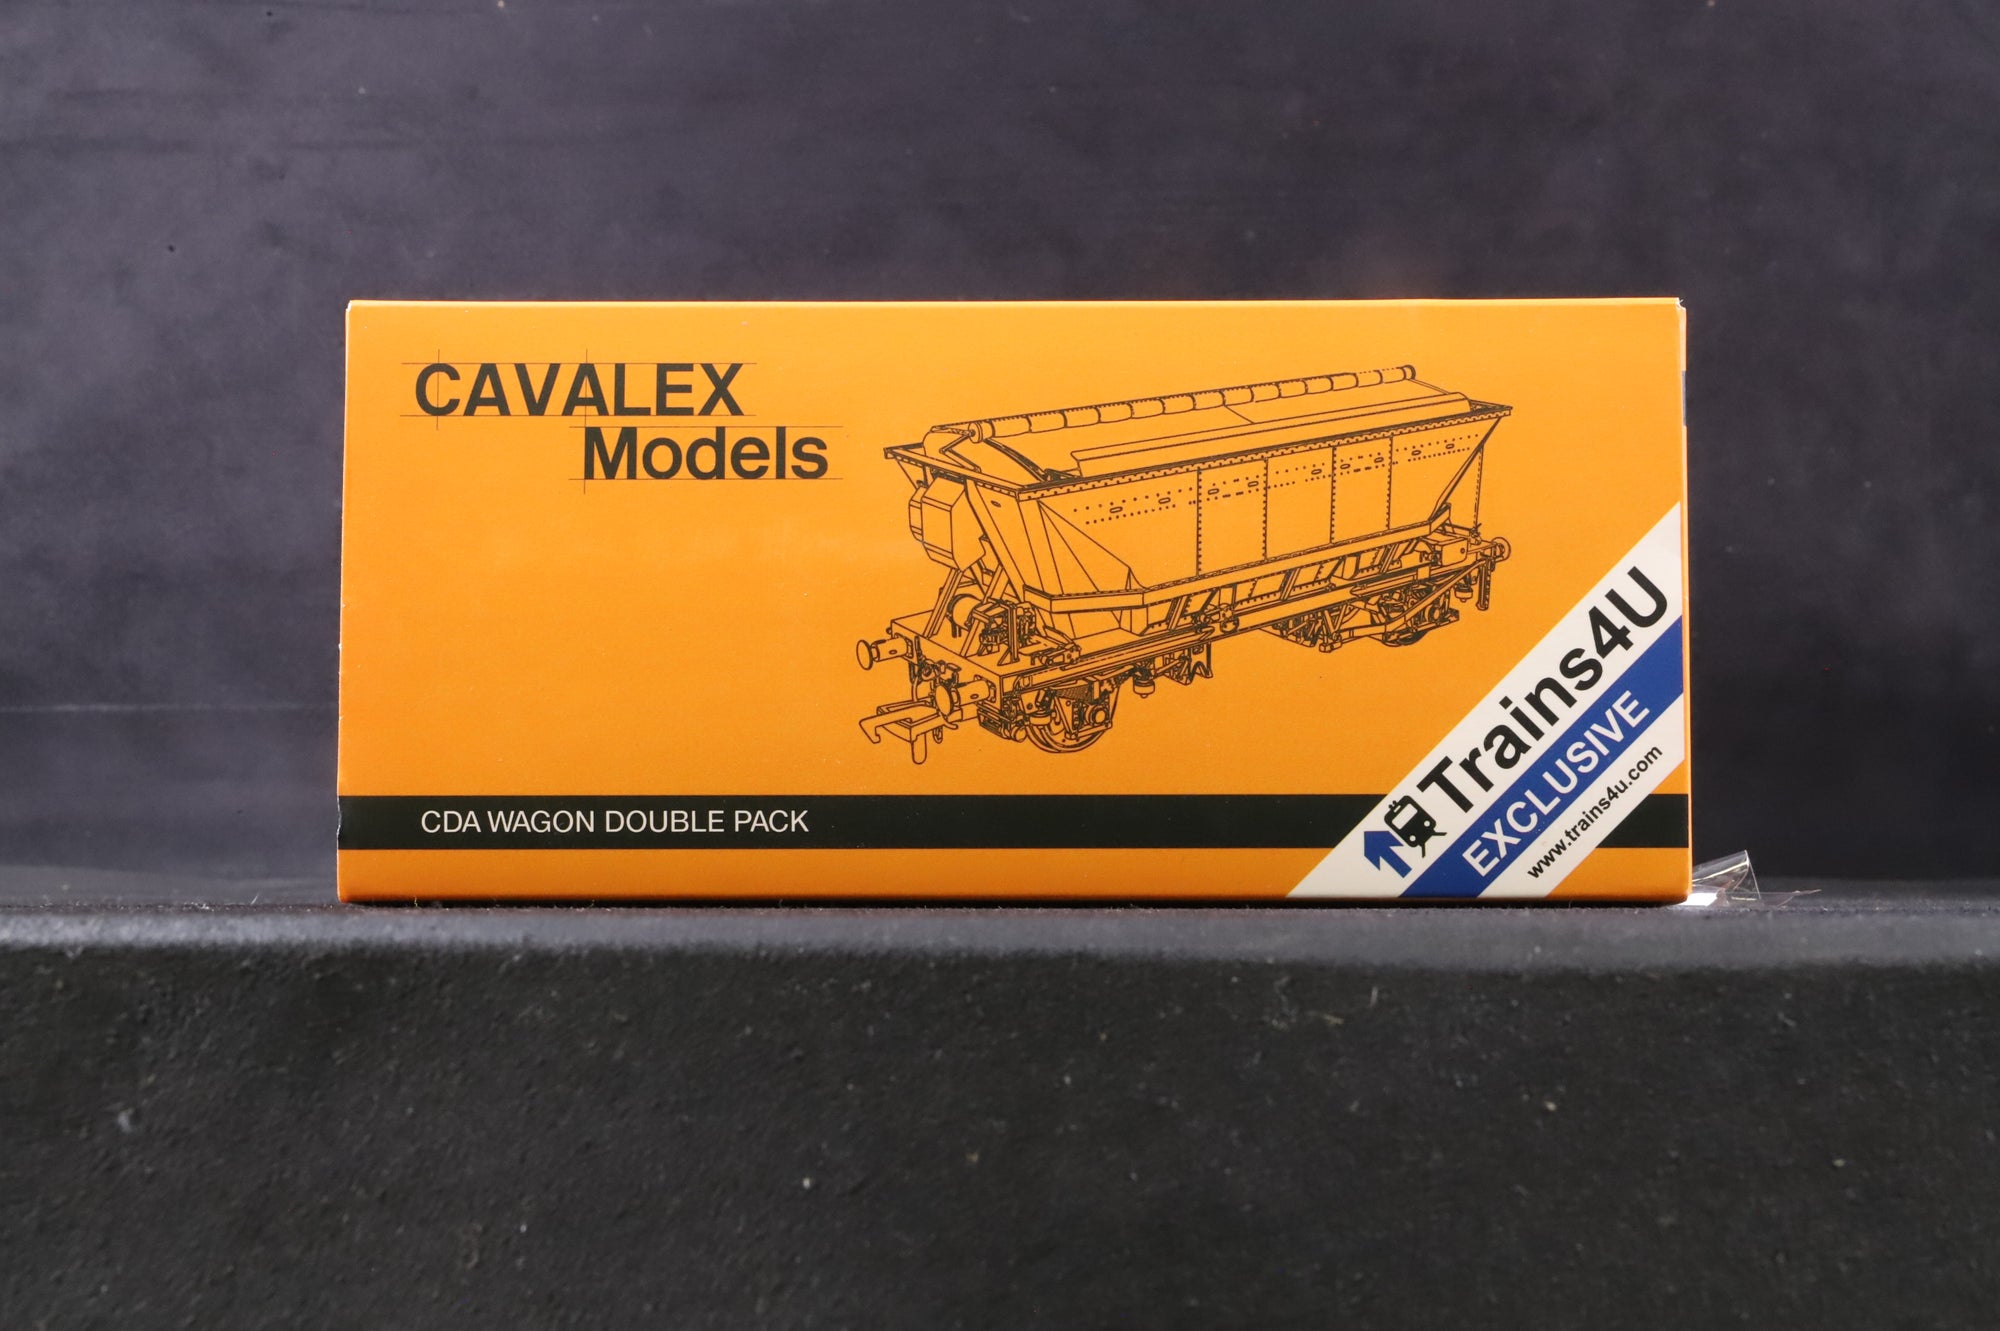 CAVALEX
Models
CDA WAGON DOUBLE PACK
Trains4U
EXCLUSIVE
www.trains4u.com